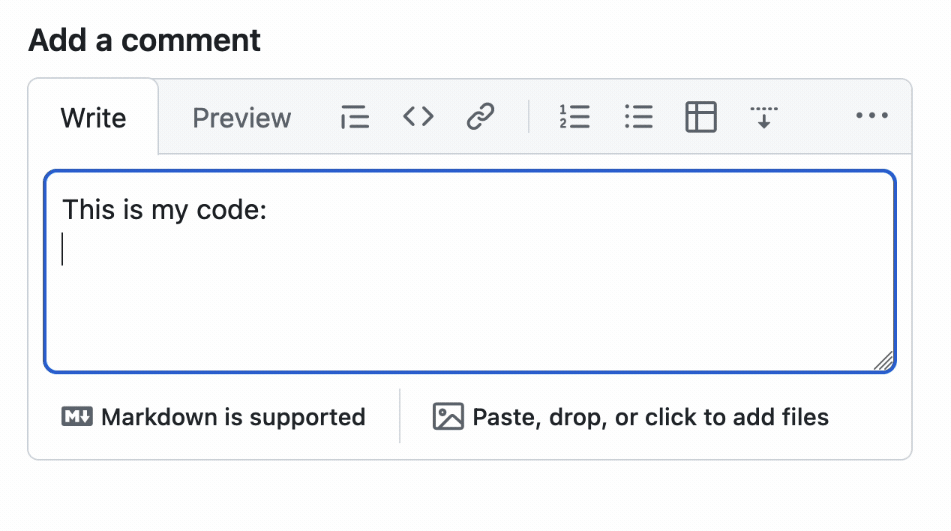 Add a comment
Write Preview
This is my code:
Markdown is supported Paste, drop, or click to add files